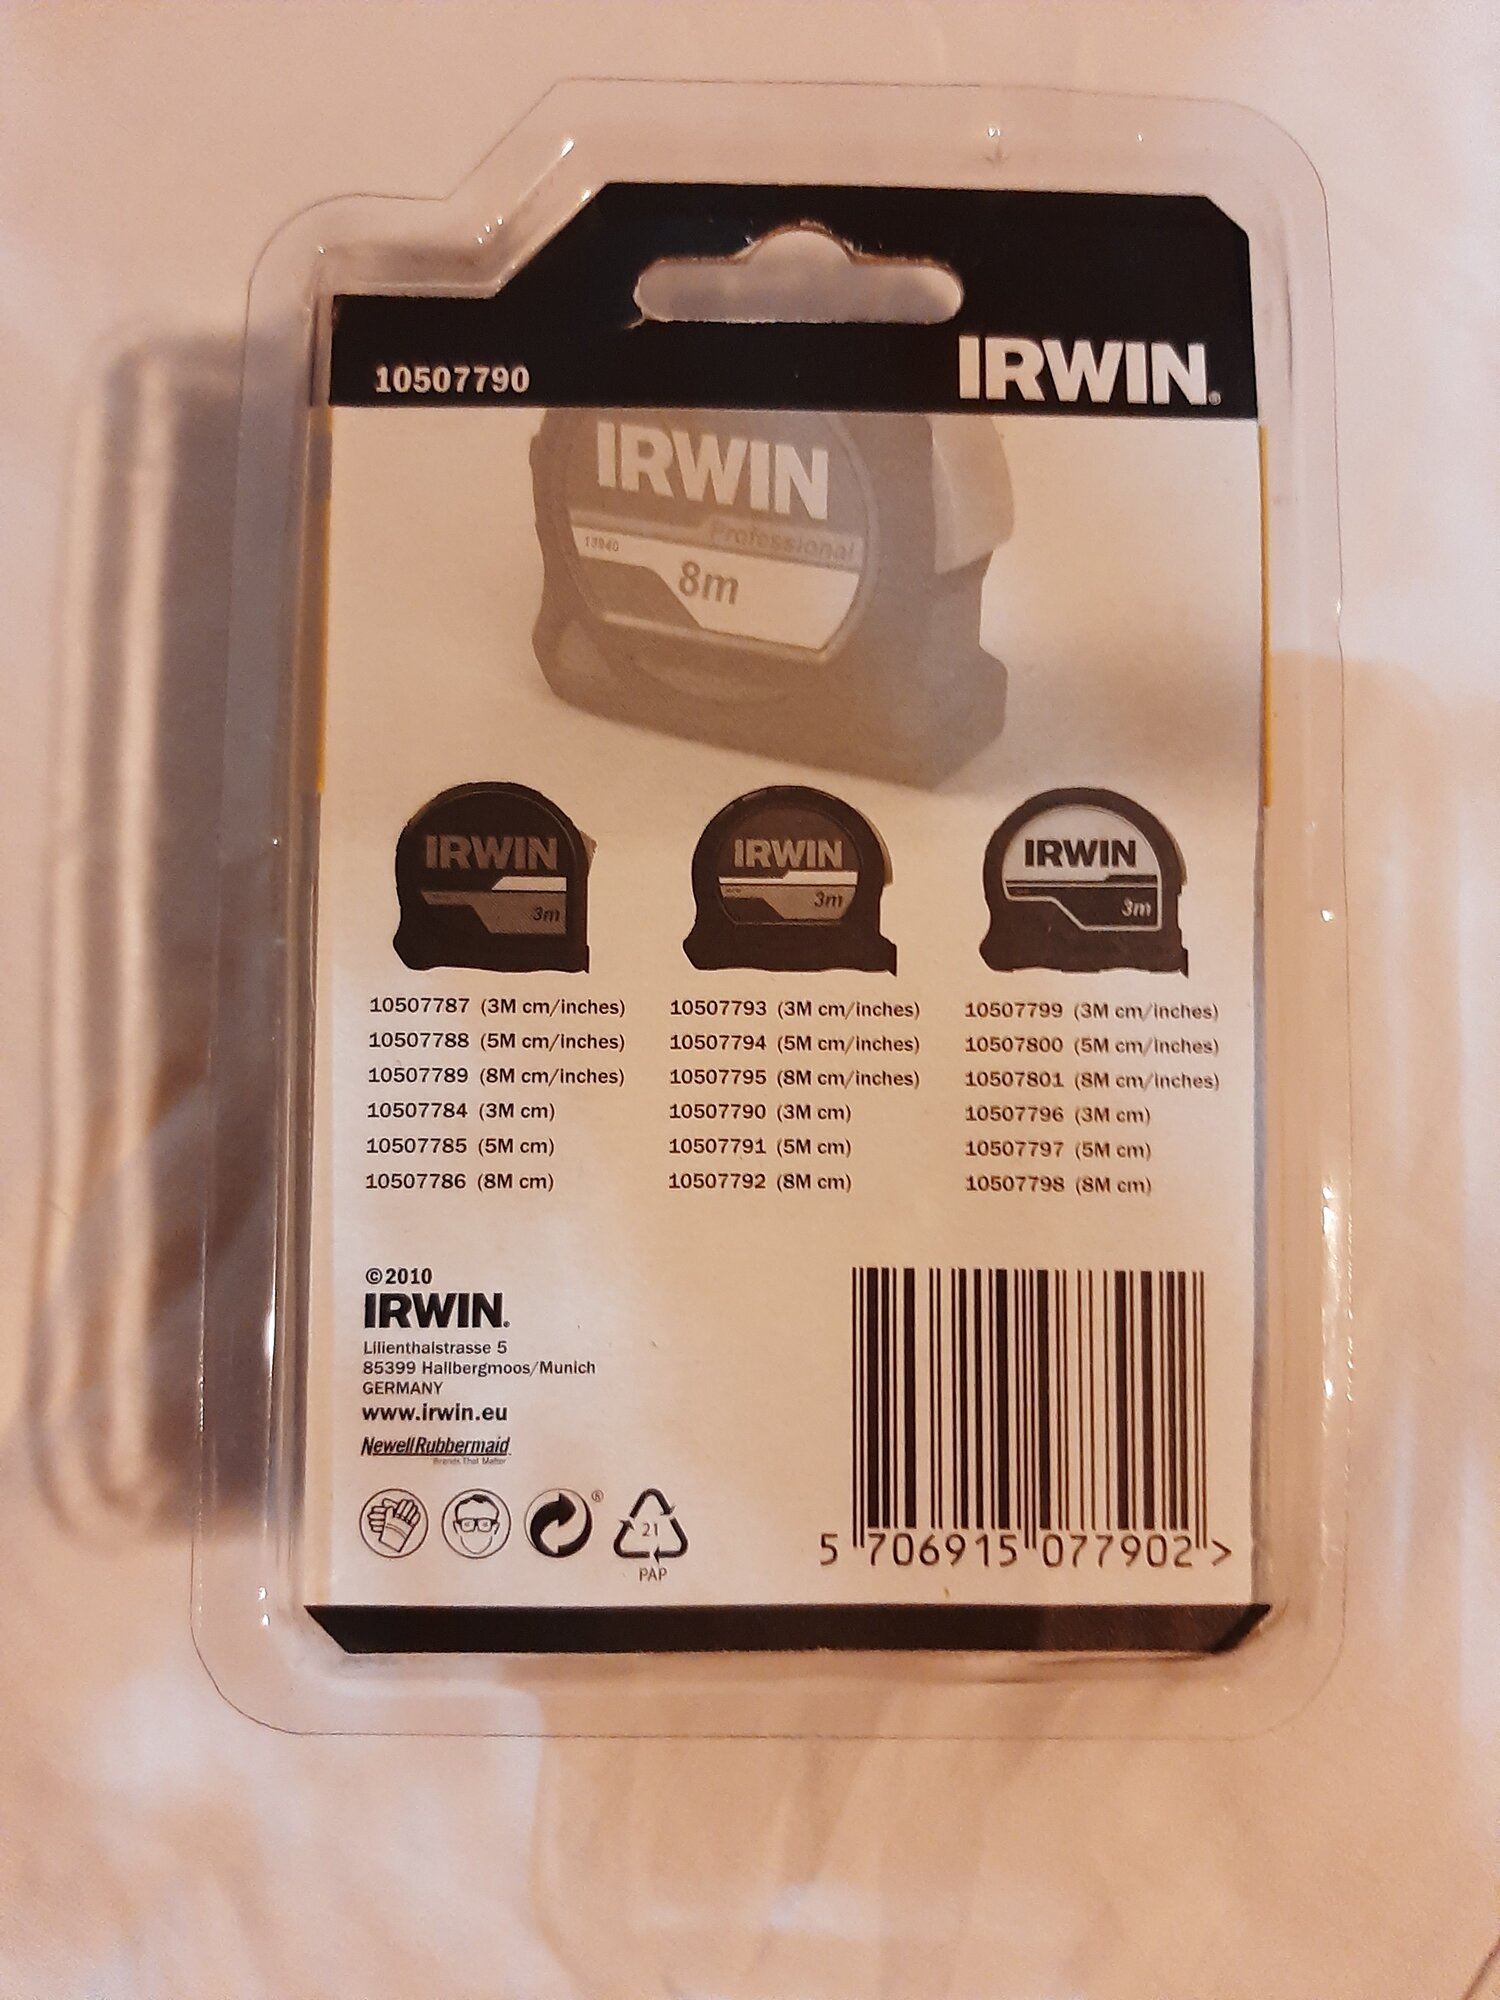 10507790
IRWIN®
IRWIN
Professional
13940
8m
IRWIN
3m
IRWIN
3m
IRWIN
3m
10507787 (3M cm/inches)
10507788 (5M cm/inches)
10507789 (8M cm/inches)
10507784 (3M cm)
10507785 (5M cm)
10507786 (8M cm)
10507793 (3M cm/inches)
10507794 (5M cm/inches)
10507795 (8M cm/inches)
10507790 (3M cm)
10507791 (5M cm)
10507792 (8M cm)
10507799 (3M cm/inches)
10507800 (5M cm/inches)
10507801 (8M cm/inches)
10507796 (3M cm)
10507797 (5M cm)
10507798 (8M cm)
©2010
IRWIN.
Lilienthalstrasse 5
85399 Hallbergmoos/Munich
GERMANY
www.irwin.eu
NewellRubbermaid
Brands That Matter
®
21
PAP
5 706915 077902 >